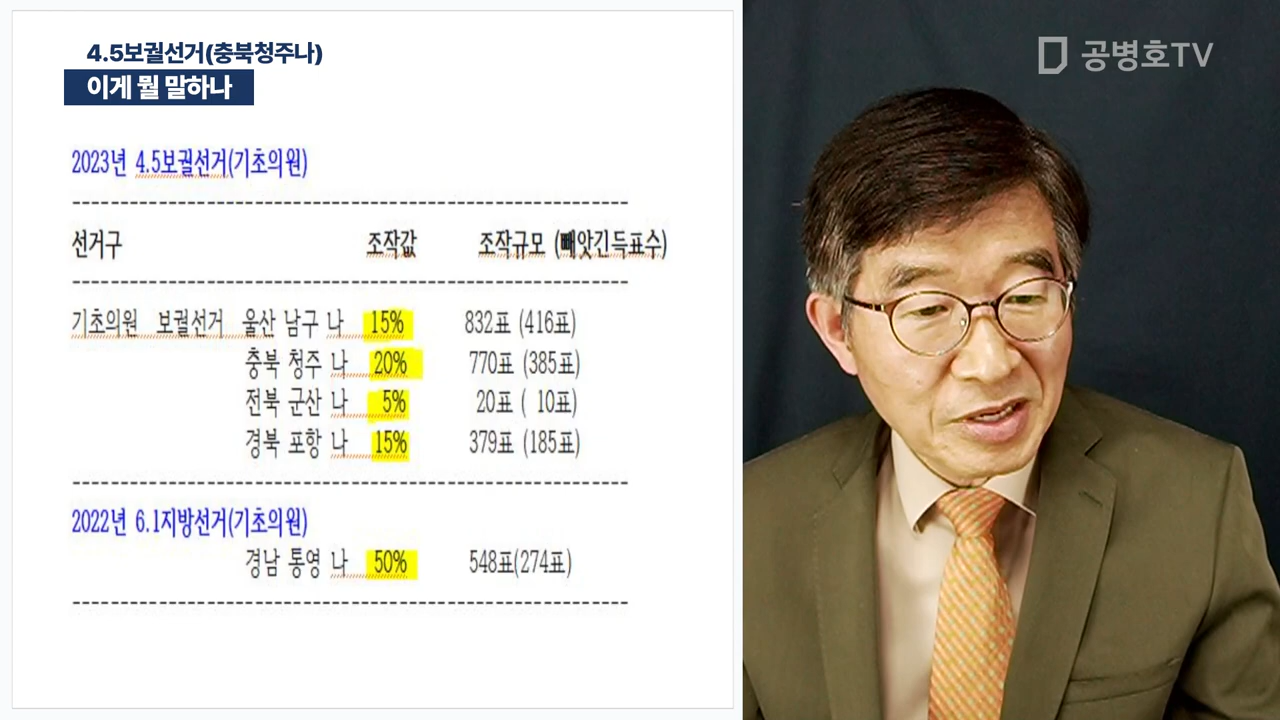 4.5보궐선거(충북청주나)
이게 뭘 말하나
공병호TV
2023년 4.5보궐선거(기초의원)
선거구 조작값 조작규모 (빼앗긴득표수)
기초의원 보궐선거 울산 남구 나 15% 832표 (416표)
충북 청주 나 20% 770표 (385표)
전북 군산 나 5% 20표 ( 10표)
경북 포항 나 15% 379표 (185표)
2022년 6.1지방선거(기초의원)
경남 통영 나 50% 548표(274표)